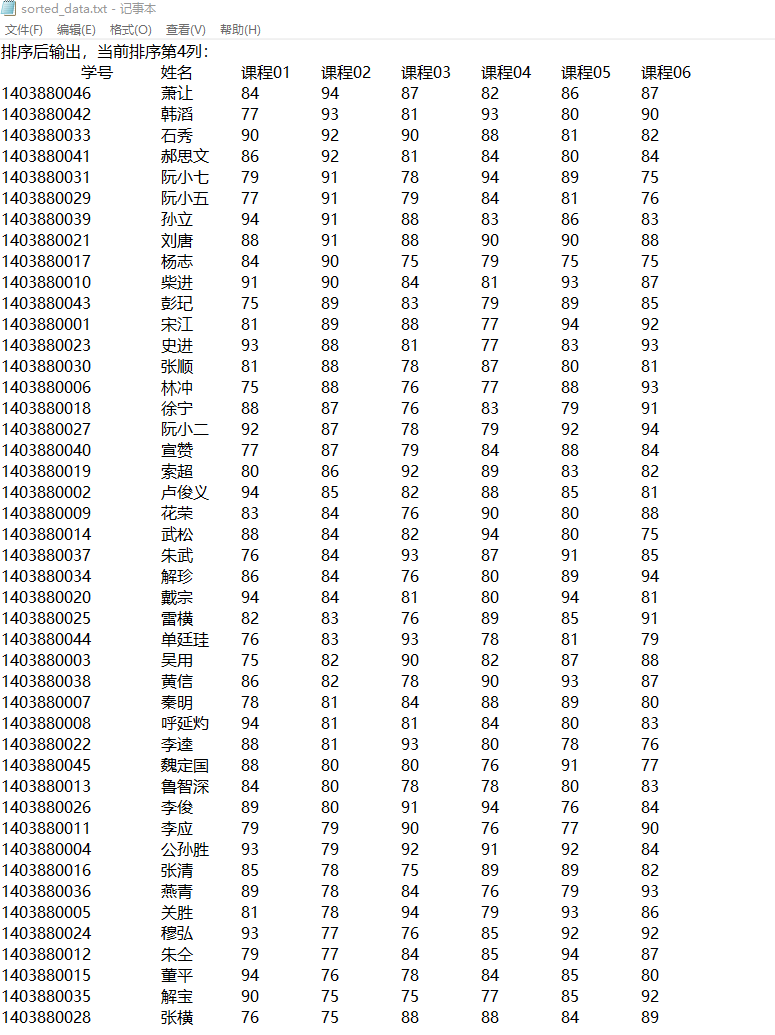 sorted_data.txt - 记事本
文件(F) 编辑(E) 格式(O) 查看(V) 帮助(H)
排序后输出，当前排序第4列：
学号 姓名 课程01 课程02 课程03 课程04 课程05 课程06
1403880046 萧让 84 94 87 82 86 87
1403880042 韩滔 77 93 81 93 80 90
1403880033 石秀 90 92 90 88 81 82
1403880041 郝思文 86 92 81 84 80 84
1403880031 阮小七 79 91 78 94 89 75
1403880029 阮小五 77 91 79 84 81 76
1403880039 孙立 94 91 88 83 86 83
1403880021 刘唐 88 91 88 90 90 88
1403880017 杨志 84 90 75 79 75 75
1403880010 柴进 91 90 84 81 93 87
1403880043 彭玘 75 89 83 79 89 85
1403880001 宋江 81 89 88 77 94 92
1403880023 史进 93 88 81 77 83 93
1403880030 张顺 81 88 78 87 80 81
1403880006 林冲 75 88 76 77 88 93
1403880018 徐宁 88 87 76 83 79 91
1403880027 阮小二 92 87 78 79 92 94
1403880040 宣赞 77 87 79 84 88 84
1403880019 索超 80 86 92 89 83 82
1403880002 卢俊义 94 85 82 88 85 81
1403880009 花荣 83 84 76 90 80 88
1403880014 武松 88 84 82 94 80 75
1403880037 朱武 76 84 93 87 91 85
1403880034 解珍 86 84 76 80 89 94
1403880020 戴宗 94 84 81 80 94 81
1403880025 雷横 82 83 76 89 85 91
1403880044 单廷珪 76 83 93 78 81 79
1403880003 吴用 75 82 90 82 87 88
1403880038 黄信 86 82 78 90 93 87
1403880007 秦明 78 81 84 88 89 80
1403880008 呼延灼 94 81 81 84 80 83
1403880022 李逵 88 81 93 80 78 76
1403880045 魏定国 88 80 80 76 91 77
1403880013 鲁智深 84 80 78 78 80 83
1403880026 李俊 89 80 91 94 76 84
1403880011 李应 79 79 90 76 77 90
1403880004 公孙胜 93 79 92 91 92 84
1403880016 张清 85 78 75 89 89 82
1403880036 燕青 89 78 84 76 79 93
1403880005 关胜 81 78 94 79 93 86
1403880024 穆弘 93 77 76 85 92 92
1403880012 朱仝 79 77 84 85 94 87
1403880015 董平 94 76 78 84 85 80
1403880035 解宝 90 75 75 77 85 92
1403880028 张横 76 75 88 88 84 89